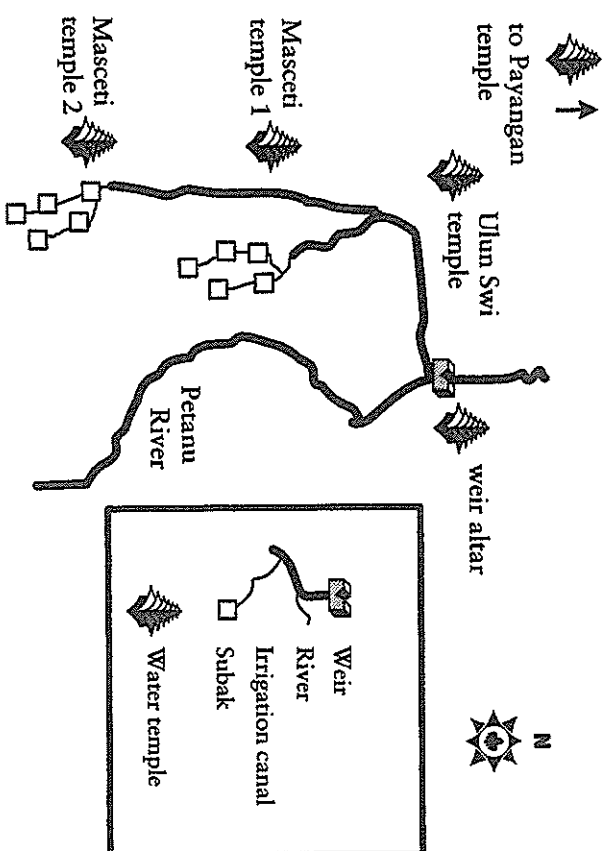 to Payangan
temple
Ulun Swi
temple
weir altar
N
Masceti
temple 1
Masceti
temple 2
Petanu
River
Weir
River
Irrigation canal
Subak
Water temple